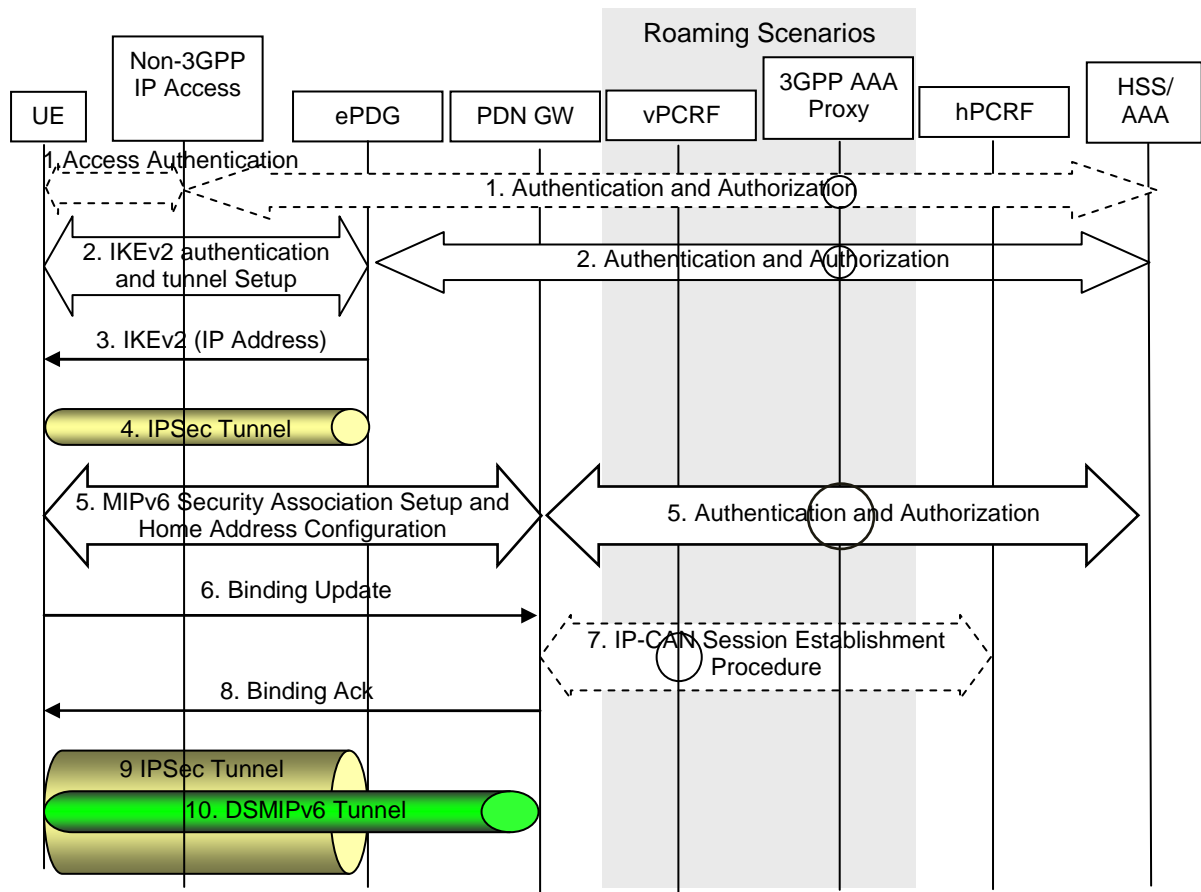 Roaming Scenarios
UE
Non-3GPP
IP Access
ePDG
PDN GW
vPCRF
3GPP AAA
Proxy
hPCRF
HSS/
AAA
1.Access Authentication
1. Authentication and Authorization
2. IKEv2 authentication
and tunnel Setup
2. Authentication and Authorization
3. IKEv2 (IP Address)
4. IPSec Tunnel
5. MIPv6 Security Association Setup and
Home Address Configuration
5. Authentication and Authorization
6. Binding Update
7. IP-CAN Session Establishment
Procedure
8. Binding Ack
9 IPSec Tunnel
10. DSMIPv6 Tunnel